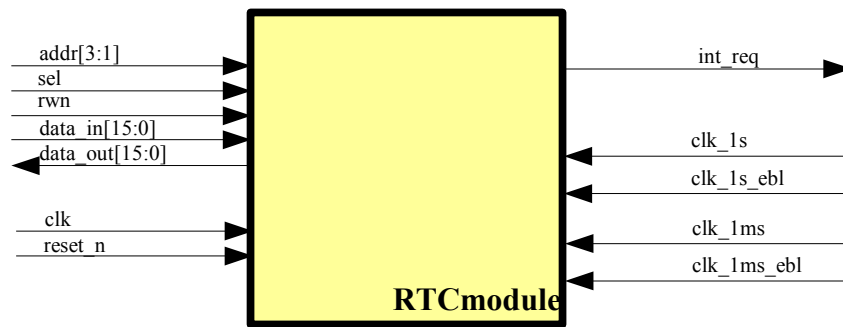 addr[3:1]
sel
rwn
data_in[15:0]
data_out[15:0]
clk
reset_n
int_req
clk_1s
clk_1s_ebl
clk_1ms
clk_1ms_ebl
RTCmodule